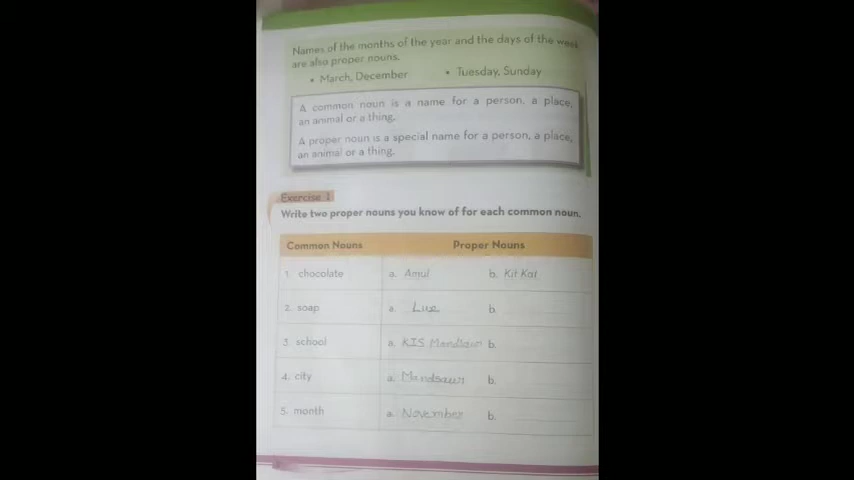 Names of the months of the year and the days of the week
are also proper nouns.
• March, December • Tuesday, Sunday
A common noun is a name for a person, a place,
an animal or a thing.
A proper noun is a special name for a person, a place,
an animal or a thing.
Exercise 1
Write two proper nouns you know of for each common noun.
Common Nouns Proper Nouns
1. chocolate a. Amul b. Kit Kat
2. soap a. Lux b.
3. school a. KIS Mandsaur b.
4. city a. Mandsaur b.
5. month a. November b.